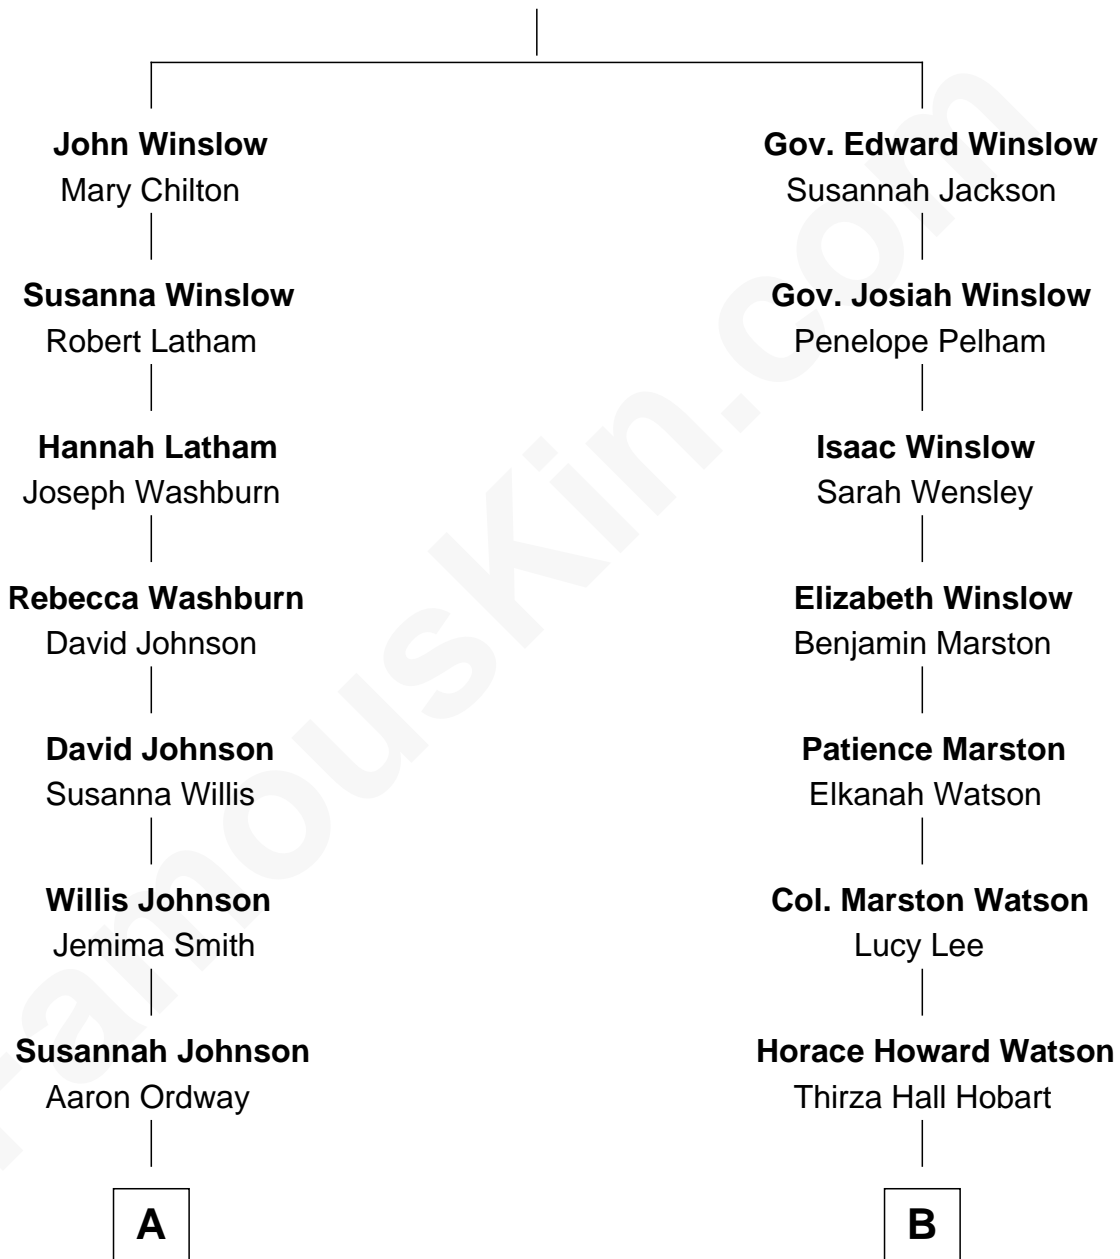 John Winslow
Mary Chilton
Susanna Winslow
Robert Latham
Hannah Latham
Joseph Washburn
Rebecca Washburn
David Johnson
David Johnson
Susanna Willis
Willis Johnson
Jemima Smith
Susannah Johnson
Aaron Ordway
A
Gov. Edward Winslow
Susannah Jackson
Gov. Josiah Winslow
Penelope Pelham
Isaac Winslow
Sarah Wensley
Elizabeth Winslow
Benjamin Marston
Patience Marston
Elkanah Watson
Col. Marston Watson
Lucy Lee
Horace Howard Watson
Thirza Hall Hobart
B
FamousKin.com